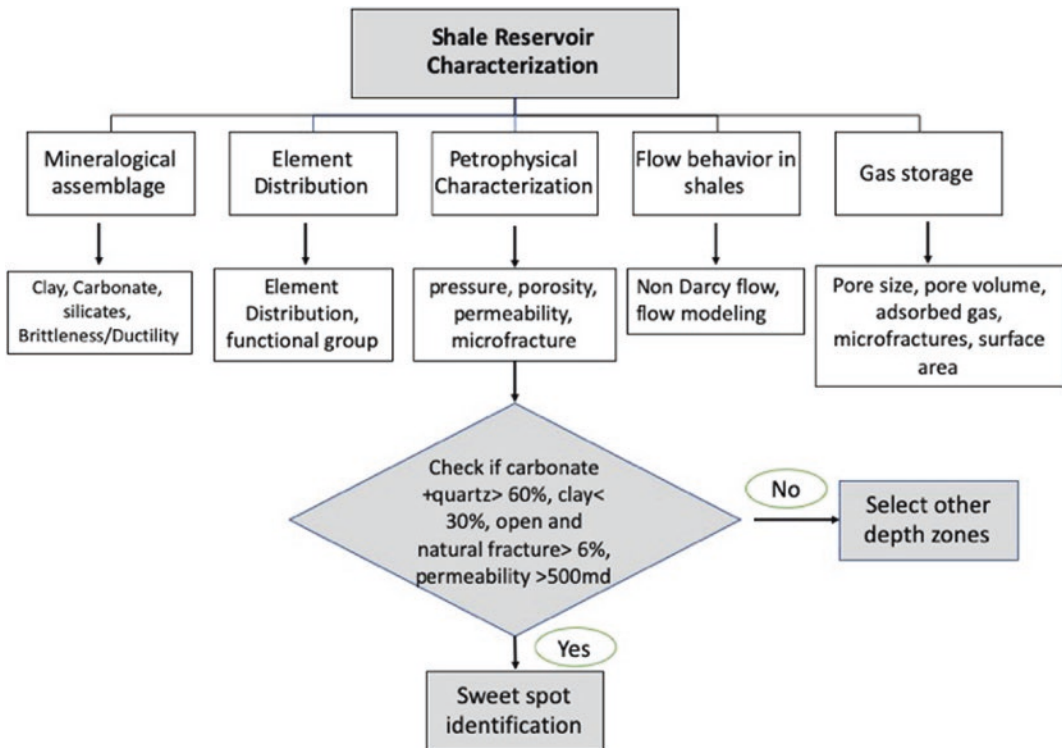 Shale Reservoir
Characterization
Mineralogical
assemblage
Element
Distribution
Petrophysical
Characterization
Flow behavior in
shales
Gas storage
Clay, Carbonate,
silicates,
Brittleness/Ductility
Element
Distribution,
functional group
pressure, porosity,
permeability,
microfracture
Non Darcy flow,
flow modeling
Pore size, pore volume,
adsorbed gas,
microfractures, surface
area
Check if carbonate
+quartz> 60%, clay<
30%, open and
natural fracture> 6%,
permeability >500md
No
Select other
depth zones
Yes
Sweet spot
identification